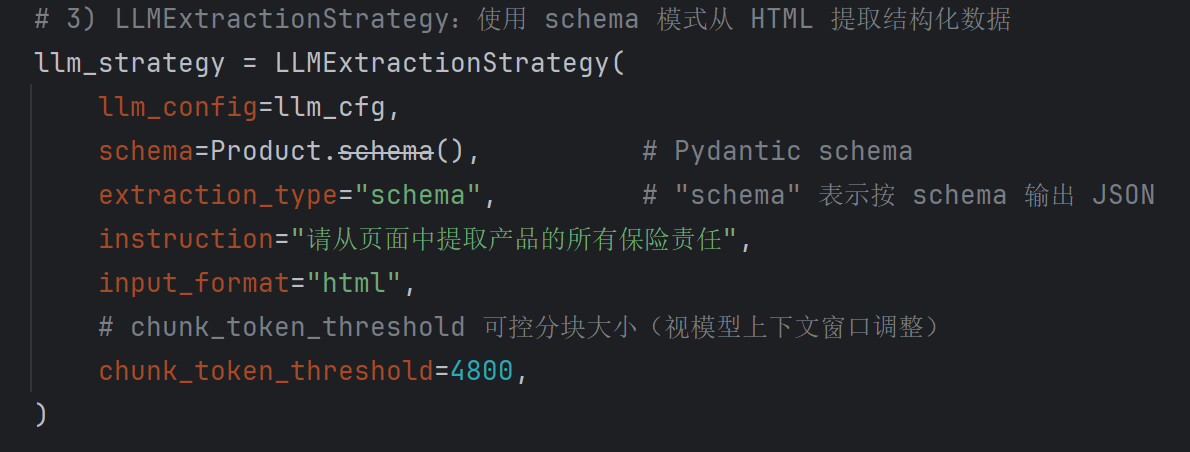 # 3) LLMExtractionStrategy：使用 schema 模式从 HTML 提取结构化数据
llm_strategy = LLMExtractionStrategy(
    llm_config=llm_cfg,
    schema=Product.schema(),          # Pydantic schema
    extraction_type="schema",         # "schema" 表示按 schema 输出 JSON
    instruction="请从页面中提取产品的所有保险责任",
    input_format="html",
    # chunk_token_threshold 可控分块大小（视模型上下文窗口调整）
    chunk_token_threshold=4800,
)